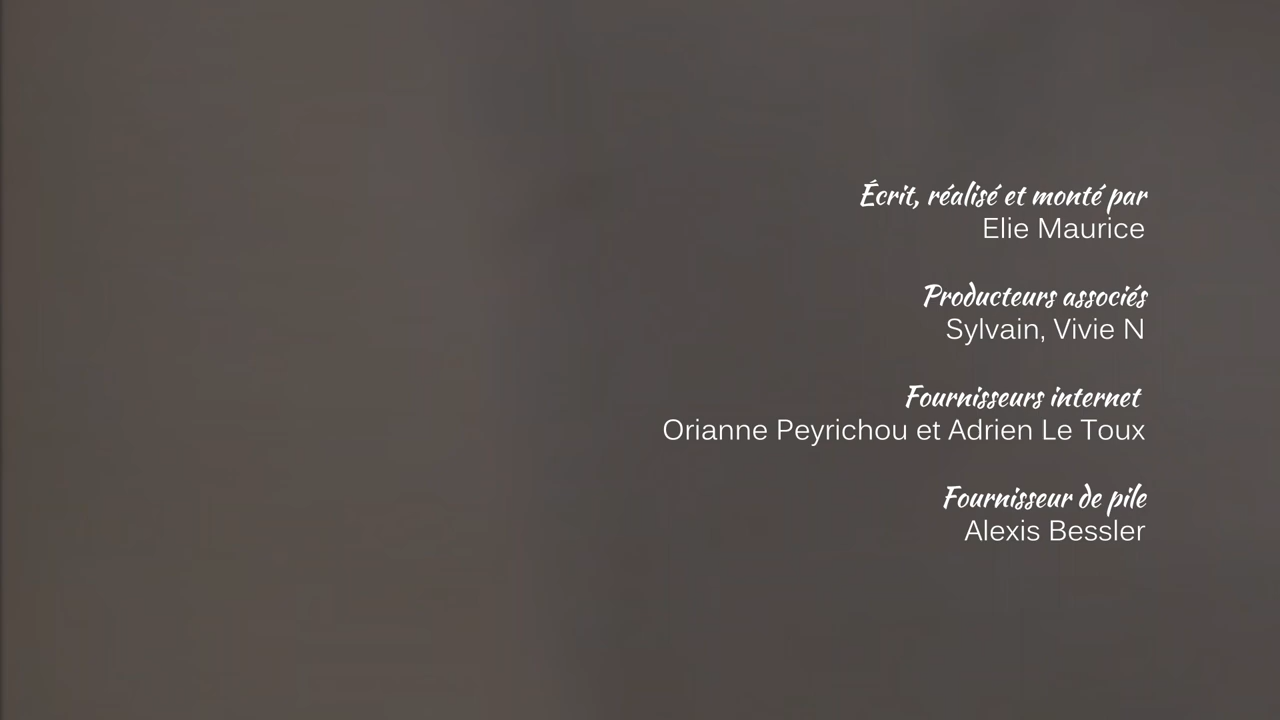 Écrit, réalisé et monté par
Elie Maurice
Producteurs associés
Sylvain, Vivie N
Fournisseurs internet
Orianne Peyrichou et Adrien Le Toux
Fournisseur de pile
Alexis Bessler